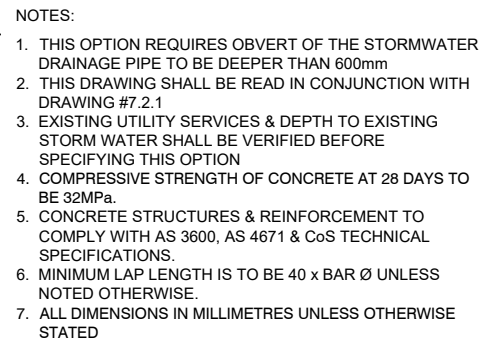 NOTES:
1. THIS OPTION REQUIRES OBVERT OF THE STORMWATER
DRAINAGE PIPE TO BE DEEPER THAN 600mm
2. THIS DRAWING SHALL BE READ IN CONJUNCTION WITH
DRAWING #7.2.1
3. EXISTING UTILITY SERVICES & DEPTH TO EXISTING
STORM WATER SHALL BE VERIFIED BEFORE
SPECIFYING THIS OPTION
4. COMPRESSIVE STRENGTH OF CONCRETE AT 28 DAYS TO
BE 32MPa.
5. CONCRETE STRUCTURES & REINFORCEMENT TO
COMPLY WITH AS 3600, AS 4671 & CoS TECHNICAL
SPECIFICATIONS.
6. MINIMUM LAP LENGTH IS TO BE 40 x BAR Ø UNLESS
NOTED OTHERWISE.
7. ALL DIMENSIONS IN MILLIMETRES UNLESS OTHERWISE
STATED